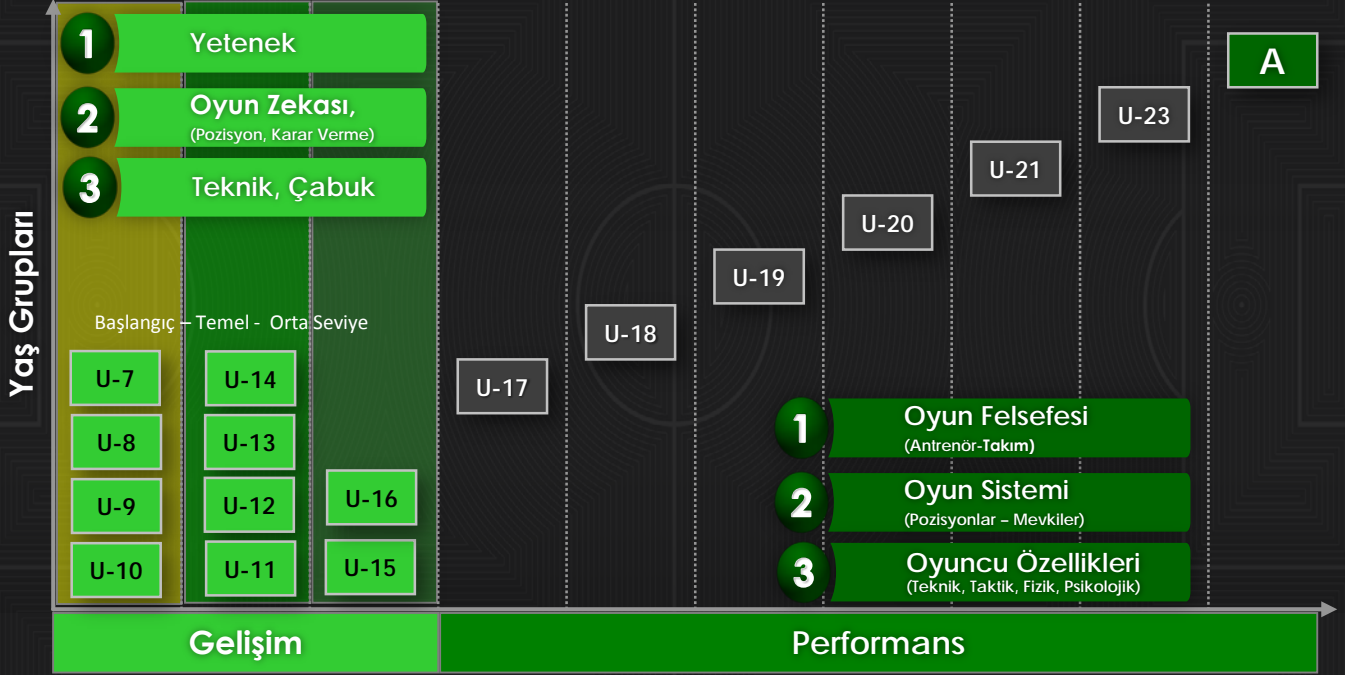 1
Yetenek
2
Oyun Zekası,
(Pozisyon, Karar Verme)
3
Teknik, Çabuk
Yaş Grupları
Başlangıç – Temel - Orta Seviye
U-7
U-8
U-9
U-10
U-14
U-13
U-12
U-11
U-16
U-15
U-17
U-18
U-19
U-20
U-21
U-23
A
1
Oyun Felsefesi
(Antrenör-Takım)
2
Oyun Sistemi
(Pozisyonlar – Mevkiler)
3
Oyuncu Özellikleri
(Teknik, Taktik, Fizik, Psikolojik)
Gelişim
Performans